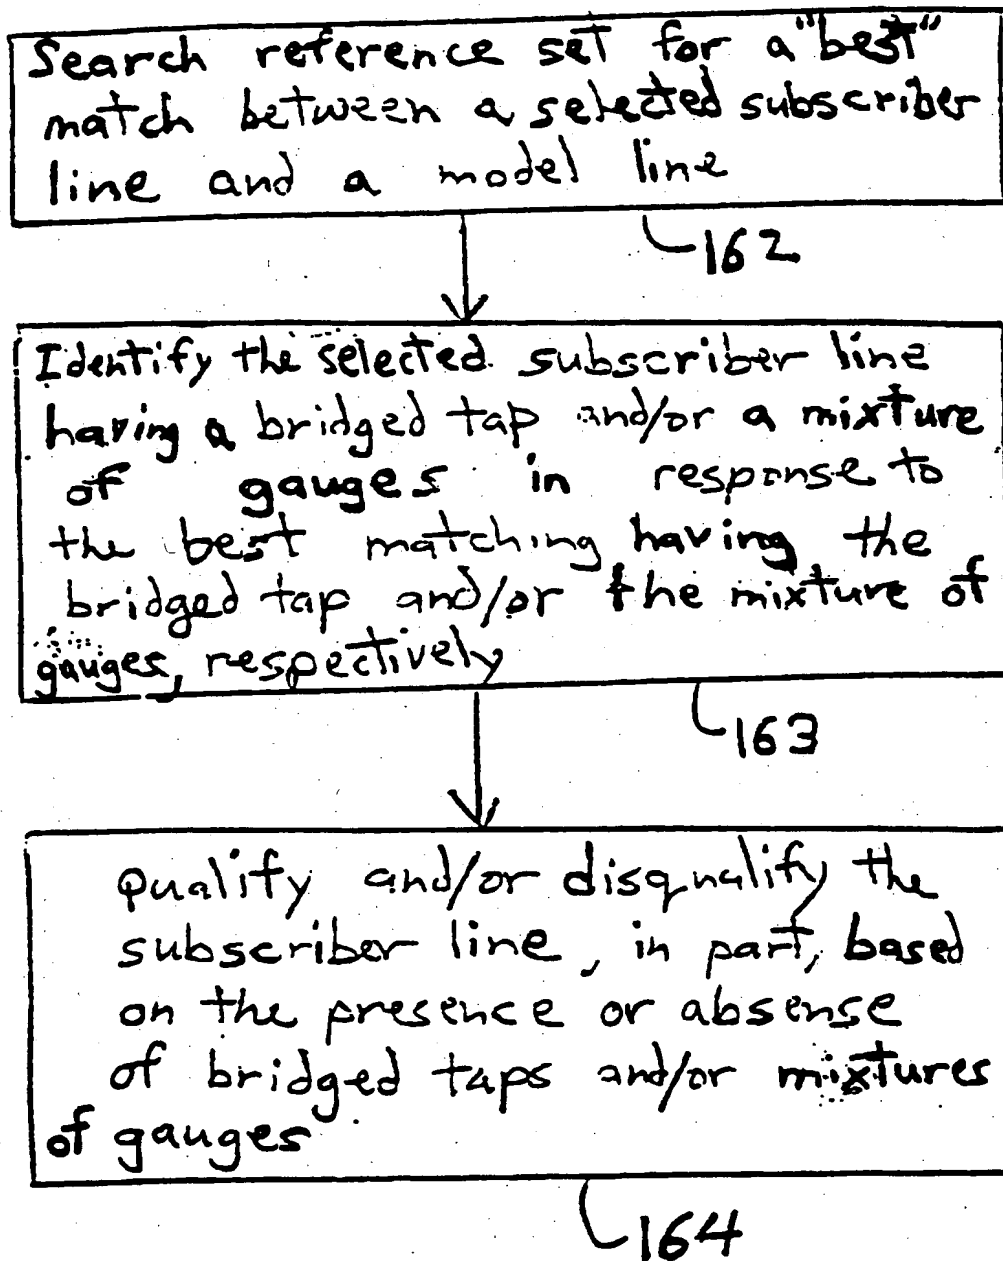 Search reference set for a "best"
match between a selected subscriber
line and a model line
162
Identify the selected subscriber line
having a bridged tap and/or a mixture
of gauges in response to
the best matching having the
bridged tap and/or the mixture of
gauges, respectively
163
Qualify and/or disqualify the
subscriber line, in part, based
on the presence or absense
of bridged taps and/or mixtures
of gauges
164